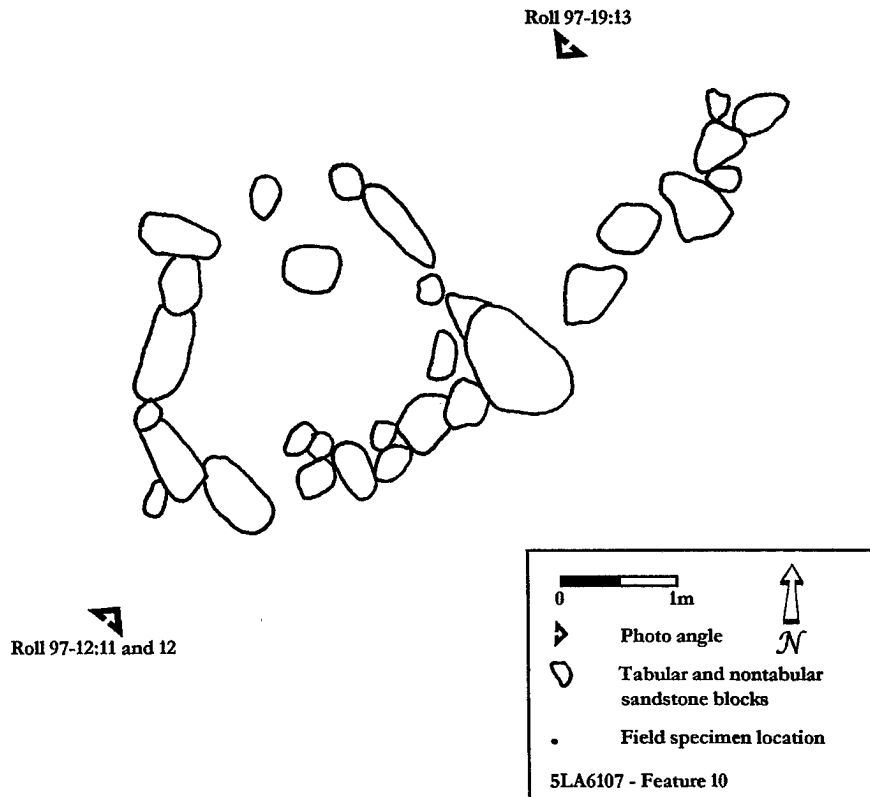 Roll 97-19:13
Roll 97-12:11 and 12
0 1m
N
Photo angle
Tabular and nontabular
sandstone blocks
Field specimen location
5LA6107 - Feature 10